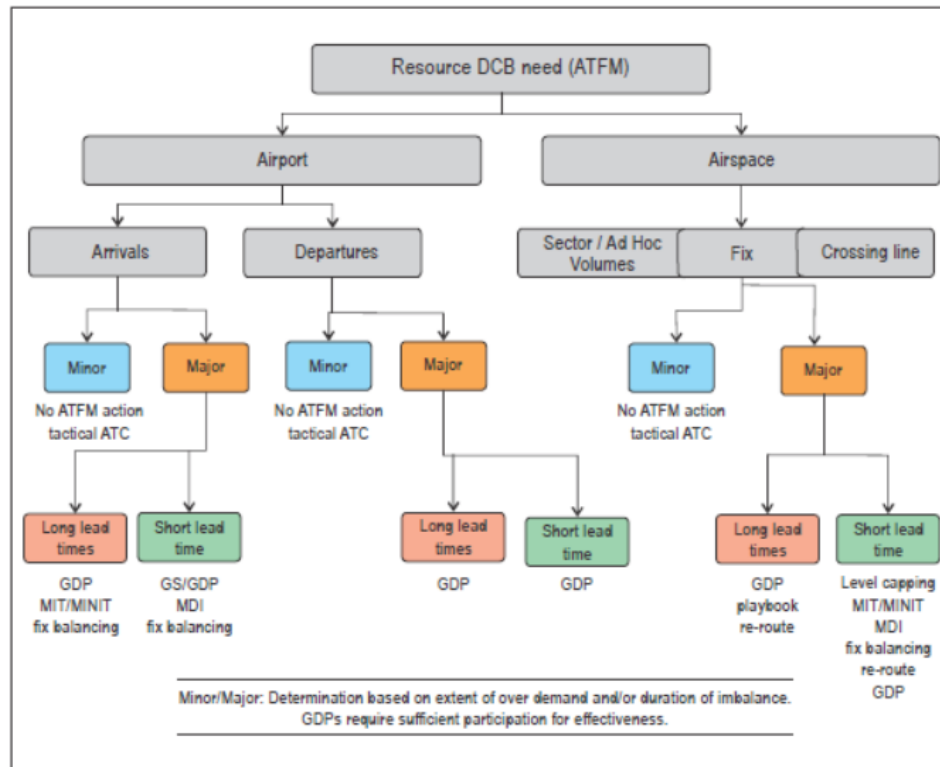 Resource DCB need (ATFM)
Airport
Airspace
Arrivals
Departures
Sector / Ad Hoc
Volumes
Fix
Crossing line
Minor
Major
Minor
Major
Minor
Major
No ATFM action
tactical ATC
No ATFM action
tactical ATC
No ATFM action
tactical ATC
Long lead
times
Short lead
time
Long lead
times
Short lead
time
Long lead
times
Short lead
time
GDP
MIT/MINIT
fix balancing
GS/GDP
MDI
fix balancing
GDP
GDP
GDP
playbook
re-route
Level capping
MIT/MINIT
MDI
fix balancing
re-route
GDP
Minor/Major: Determination based on extent of over demand and/or duration of imbalance.
GDPs require sufficient participation for effectiveness.